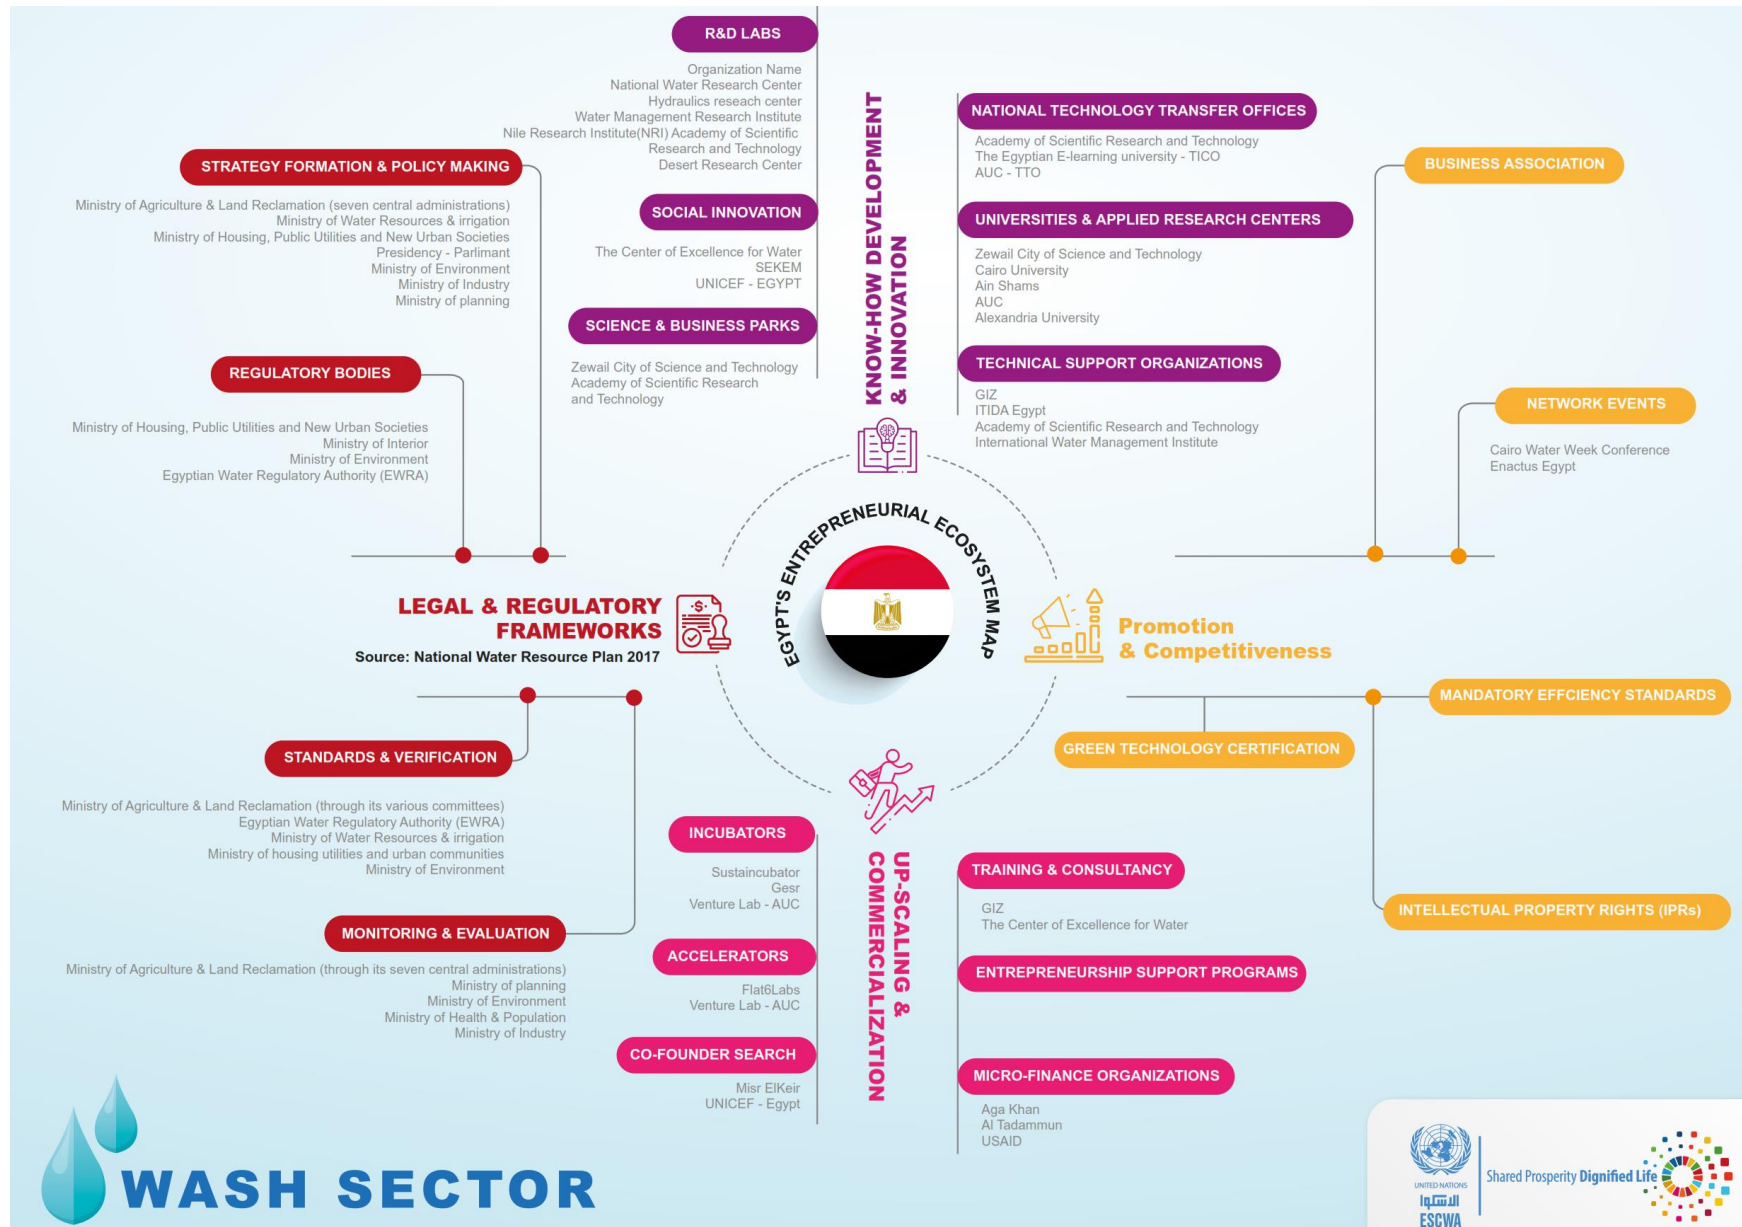 R&D LABS
Organization Name
National Water Research Center
Hydraulics reseach center
Water Management Research Institute
Nile Research Institute(NRI) Academy of Scientific
Research and Technology
Desert Research Center
SOCIAL INNOVATION
The Center of Excellence for Water
SEKEM
UNICEF - EGYPT
SCIENCE & BUSINESS PARKS
Zewail City of Science and Technology
Academy of Scientific Research
and Technology
KNOW-HOW DEVELOPMENT
& INNOVATION
NATIONAL TECHNOLOGY TRANSFER OFFICES
Academy of Scientific Research and Technology
The Egyptian E-learning university - TICO
AUC - TTO
UNIVERSITIES & APPLIED RESEARCH CENTERS
Zewail City of Science and Technology
Cairo University
Ain Shams
AUC
Alexandria University
TECHNICAL SUPPORT ORGANIZATIONS
GIZ
ITIDA Egypt
Academy of Scientific Research and Technology
International Water Management Institute
STRATEGY FORMATION & POLICY MAKING
Ministry of Agriculture & Land Reclamation (seven central administrations)
Ministry of Water Resources & irrigation
Ministry of Housing, Public Utilities and New Urban Societies
Presidency - Parlimant
Ministry of Environment
Ministry of Industry
Ministry of planning
REGULATORY BODIES
Ministry of Housing, Public Utilities and New Urban Societies
Ministry of Interior
Ministry of Environment
Egyptian Water Regulatory Authority (EWRA)
BUSINESS ASSOCIATION
NETWORK EVENTS
Cairo Water Week Conference
Enactus Egypt
LEGAL & REGULATORY
FRAMEWORKS
Source: National Water Resource Plan 2017
EGYPT'S ENTREPRENEURIAL ECOSYSTEM MAP
Promotion
& Competitiveness
STANDARDS & VERIFICATION
Ministry of Agriculture & Land Reclamation (through its various committees)
Egyptian Water Regulatory Authority (EWRA)
Ministry of Water Resources & irrigation
Ministry of housing utilities and urban communities
Ministry of Environment
MONITORING & EVALUATION
Ministry of Agriculture & Land Reclamation (through its seven central administrations)
Ministry of planning
Ministry of Environment
Ministry of Health & Population
Ministry of Industry
MANDATORY EFFCIENCY STANDARDS
GREEN TECHNOLOGY CERTIFICATION
INTELLECTUAL PROPERTY RIGHTS (IPRs)
INCUBATORS
Sustaincubator
Gesr
Venture Lab - AUC
ACCELERATORS
Flat6Labs
Venture Lab - AUC
CO-FOUNDER SEARCH
Misr ElKeir
UNICEF - Egypt
UP-SCALING &
COMMERCIALIZATION
TRAINING & CONSULTANCY
GIZ
The Center of Excellence for Water
ENTREPRENEURSHIP SUPPORT PROGRAMS
MICRO-FINANCE ORGANIZATIONS
Aga Khan
Al Tadammun
USAID
WASH SECTOR
UNITED NATIONS
الاسكوا
ESCWA
Shared Prosperity Dignified Life